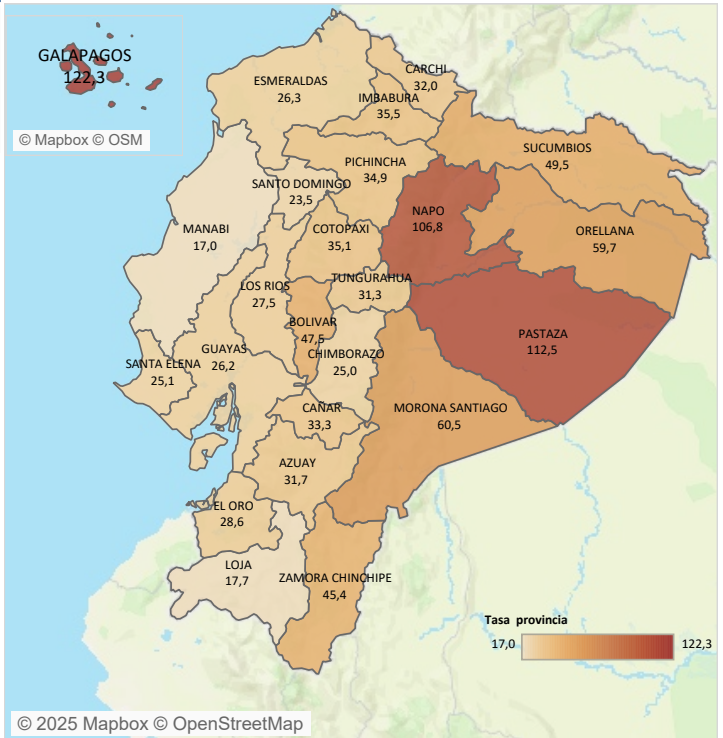 GALAPAGOS
122,3
© Mapbox © OSM
ESMERALDAS
26,3
CARCHI
32,0
IMBABURA
35,5
SUCUMBIOS
49,5
PICHINCHA
34,9
SANTO DOMINGO
23,5
NAPO
106,8
MANABI
17,0
COTOPAXI
35,1
ORELLANA
59,7
TUNGURAHUA
31,3
LOS RIOS
27,5
BOLIVAR
47,5
PASTAZA
112,5
GUAYAS
26,2
CHIMBORAZO
25,0
SANTA ELENA
25,1
CAÑAR
33,3
MORONA SANTIAGO
60,5
AZUAY
31,7
EL ORO
28,6
LOJA
17,7
ZAMORA CHINCHIPE
45,4
Tasa provincia
17,0 122,3
© 2025 Mapbox © OpenStreetMap